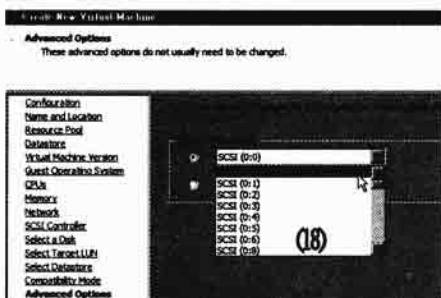 Create New Virtual Machine
Advanced Options
These advanced options do not usually need to be changed.
Configuration
Name and Location
Resource Pool
Datastore
Virtual Machine Version
Guest Operating System
CPUs
Memory
Network
SCSI Controller
Select a Disk
Select Target LUN
Select Datastore
Compatibility Mode
Advanced Options
SCSI (0:0)
SCSI (0:1)
SCSI (0:2)
SCSI (0:3)
SCSI (0:4)
SCSI (0:5)
SCSI (0:6)
SCSI (0:8)
(18)